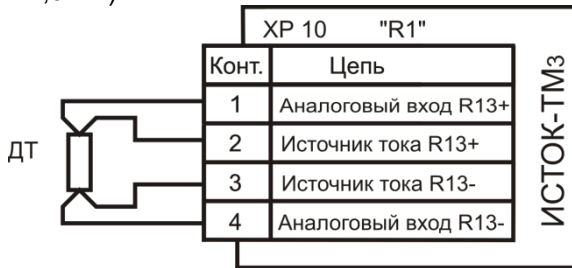 XP 10 "R1"
Конт. Цепь
1 Аналоговый вход R13+
2 Источник тока R13+
3 Источник тока R13-
4 Аналоговый вход R13-
ДТ
ИСТОК-ТМ3